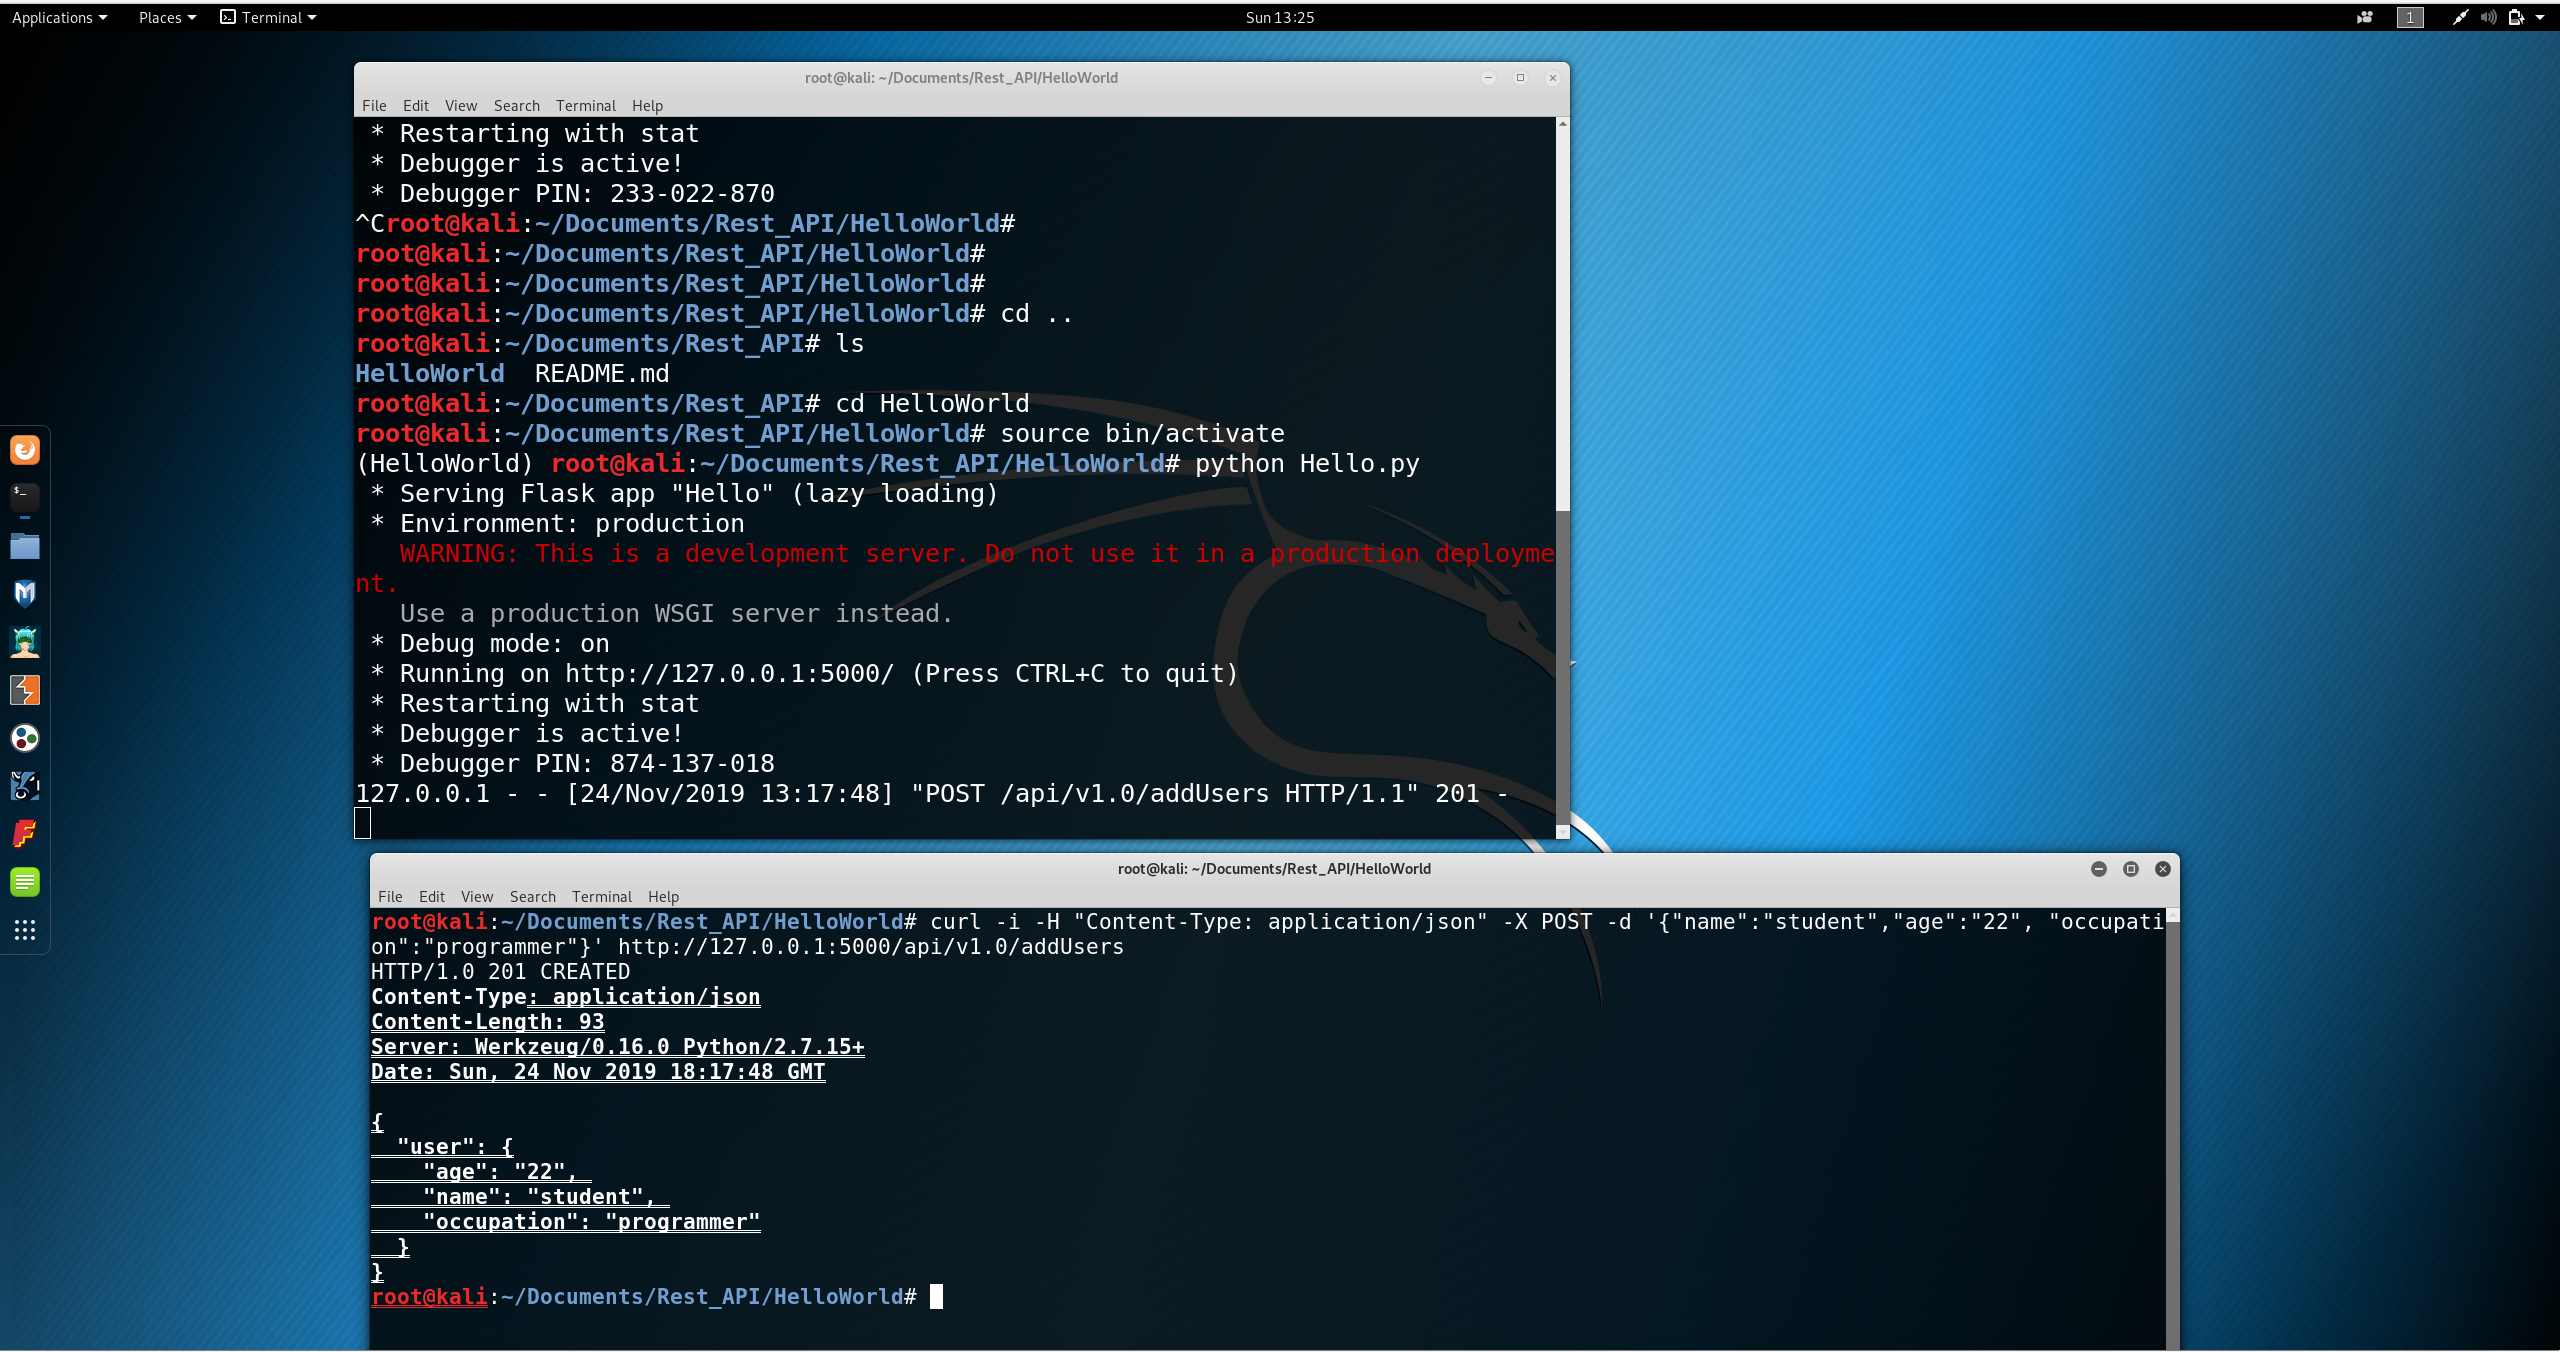 Applications Places Terminal Sun 13:25 1
root@kali: ~/Documents/Rest_API/HelloWorld
File Edit View Search Terminal Help
 * Restarting with stat
 * Debugger is active!
 * Debugger PIN: 233-022-870
^Croot@kali:~/Documents/Rest_API/HelloWorld#
root@kali:~/Documents/Rest_API/HelloWorld#
root@kali:~/Documents/Rest_API/HelloWorld#
root@kali:~/Documents/Rest_API/HelloWorld# cd ..
root@kali:~/Documents/Rest_API# ls
HelloWorld  README.md
root@kali:~/Documents/Rest_API# cd HelloWorld
root@kali:~/Documents/Rest_API/HelloWorld# source bin/activate
(HelloWorld) root@kali:~/Documents/Rest_API/HelloWorld# python Hello.py
 * Serving Flask app "Hello" (lazy loading)
 * Environment: production
   WARNING: This is a development server. Do not use it in a production deployme
nt.
   Use a production WSGI server instead.
 * Debug mode: on
 * Running on http://127.0.0.1:5000/ (Press CTRL+C to quit)
 * Restarting with stat
 * Debugger is active!
 * Debugger PIN: 874-137-018
127.0.0.1 - - [24/Nov/2019 13:17:48] "POST /api/v1.0/addUsers HTTP/1.1" 201 -
root@kali: ~/Documents/Rest_API/HelloWorld
File Edit View Search Terminal Help
root@kali:~/Documents/Rest_API/HelloWorld# curl -i -H "Content-Type: application/json" -X POST -d '{"name":"student","age":"22", "occupati
on":"programmer"}' http://127.0.0.1:5000/api/v1.0/addUsers
HTTP/1.0 201 CREATED
Content-Type: application/json
Content-Length: 93
Server: Werkzeug/0.16.0 Python/2.7.15+
Date: Sun, 24 Nov 2019 18:17:48 GMT

{
  "user": {
    "age": "22",
    "name": "student",
    "occupation": "programmer"
  }
}
root@kali:~/Documents/Rest_API/HelloWorld#